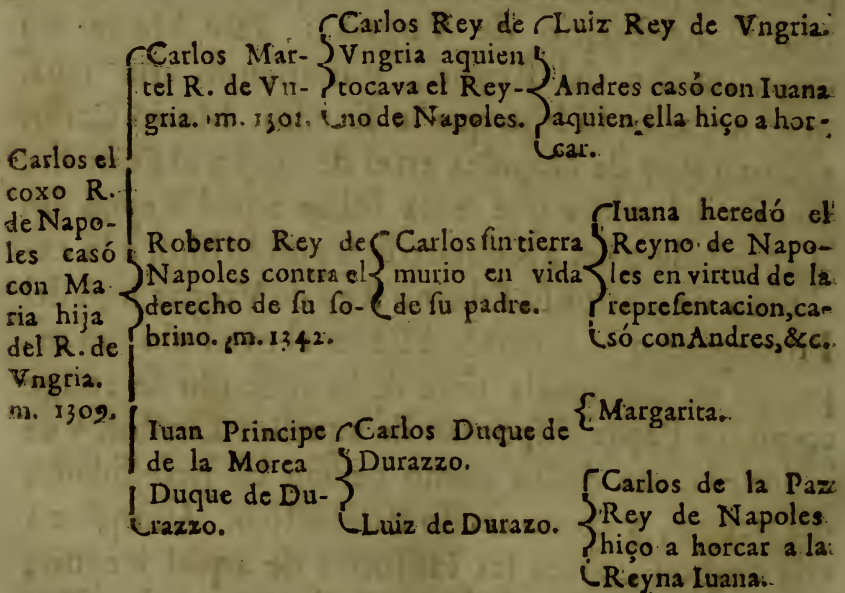 Carlos el
coxo R.
de Napo-
les casó
con Ma
ria hija
del R. de
Vngria.
m. 1309.
Carlos Mar-
tel R. de Vn-
gria. m. 1301.
Carlos Rey de
Vngria aquien
tocava el Rey-
no de Napoles.
Luiz Rey de Vngria.
Andres casó con Iuana
aquien ella hiço a hor-
car.
Roberto Rey de
Napoles contra el
derecho de ſu ſo-
brino. m. 1342.
Carlos ſin tierra
murio en vida
de ſu padre.
Iuana heredó el
Reyno de Napo-
les en virtud de la
repreſentacion, ca-
só con Andres, &c.
Iuan Principe
de la Morea
Duque de Du-
razzo.
Carlos Duque de
Durazzo.
Margarita.
Luiz de Durazo.
Carlos de la Paz
Rey de Napoles
hiço a horcar a la
Reyna Iuana.